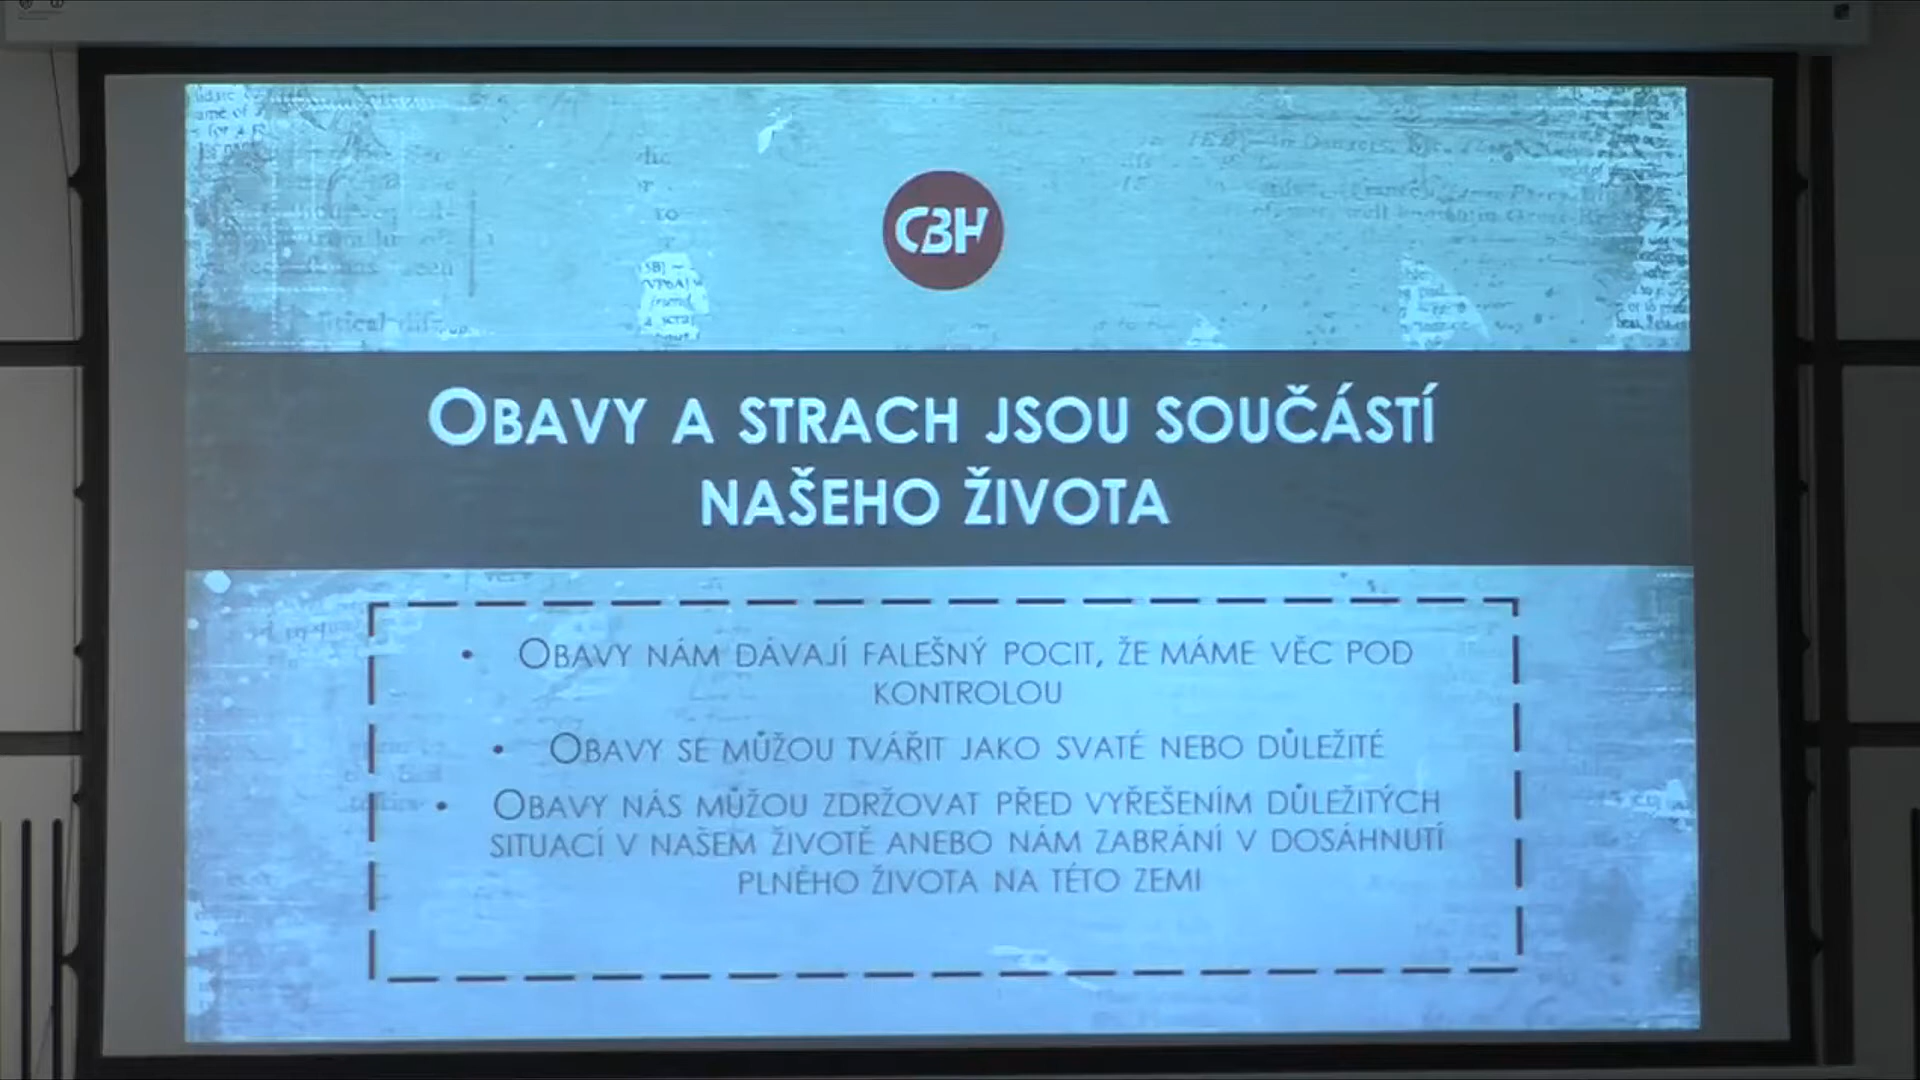 CBH
OBAVY A STRACH JSOU SOUČÁSTÍ
NAŠEHO ŽIVOTA
• OBAVY NÁM DÁVAJÍ FALEŠNÝ POCIT, ŽE MÁME VĚC POD
KONTROLOU
• OBAVY SE MŮŽOU TVÁŘIT JAKO SVATÉ NEBO DŮLEŽITÉ
• OBAVY NÁS MŮŽOU ZDRŽOVAT PŘED VYŘEŠENÍM DŮLEŽITÝCH
SITUACÍ V NAŠEM ŽIVOTĚ ANEBO NÁM ZABRÁNÍ V DOSÁHNUTÍ
PLNÉHO ŽIVOTA NA TÉTO ZEMI